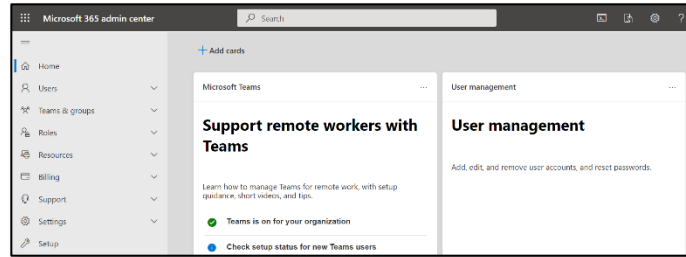 Microsoft 365 admin center
Search
?
Add cards
Home
Users
Teams & groups
Roles
Resources
Billing
Support
Settings
Setup
Microsoft Teams
Support remote workers with
Teams
Learn how to manage Teams for remote work, with setup
guidance, short videos, and tips.
Teams is on for your organization
Check setup status for new Teams users
User management
User management
Add, edit, and remove user accounts, and reset passwords.